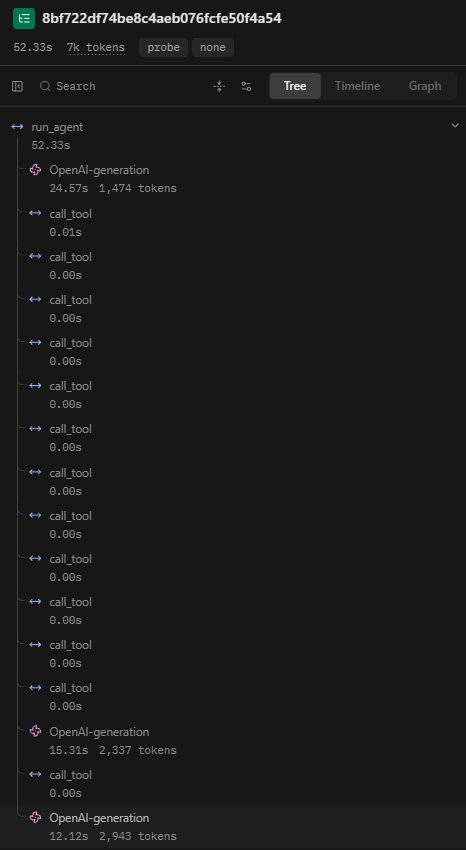 8bf722df74be8c4aeb076fcfe50f4a54
52.33s 7k tokens probe none
Search Tree Timeline Graph
run_agent
52.33s
OpenAI-generation
24.57s 1,474 tokens
call_tool
0.01s
call_tool
0.00s
call_tool
0.00s
call_tool
0.00s
call_tool
0.00s
call_tool
0.00s
call_tool
0.00s
call_tool
0.00s
call_tool
0.00s
call_tool
0.00s
call_tool
0.00s
call_tool
0.00s
OpenAI-generation
15.31s 2,337 tokens
call_tool
0.00s
OpenAI-generation
12.12s 2,943 tokens